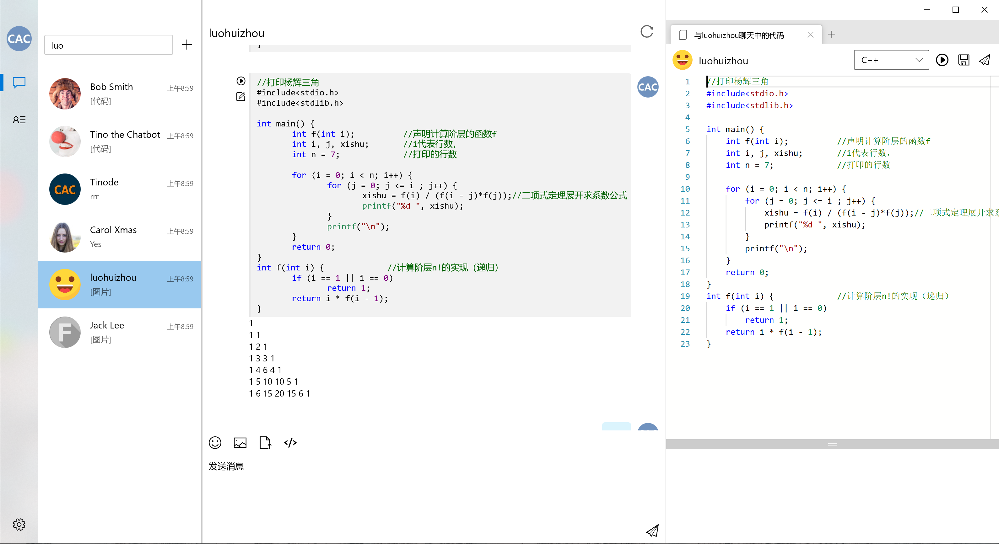 CAC
luo
Bob Smith
上午8:59
[代码]
Tino the Chatbot
上午8:59
[代码]
CAC
Tinode
上午8:59
rrr
Carol Xmas
上午8:59
Yes
luohuizhou
上午8:59
[图片]
F
Jack Lee
上午8:59
[图片]
luohuizhou
}
CAC
//打印杨辉三角
#include<stdio.h>
#include<stdlib.h>
int main() {
int f(int i); //声明计算阶层的函数f
int i, j, xishu; //i代表行数，
int n = 7; //打印的行数
for (i = 0; i < n; i++) {
for (j = 0; j <= i ; j++) {
xishu = f(i) / (f(i - j)*f(j));//二项式定理展开求系数公式
printf("%d ", xishu);
}
printf("\n");
}
return 0;
}
int f(int i) { //计算阶层n!的实现（递归）
if (i == 1 || i == 0)
return 1;
return i * f(i - 1);
}
1
1 1
1 2 1
1 3 3 1
1 4 6 4 1
1 5 10 10 5 1
1 6 15 20 15 6 1
发送消息
与luohuizhou聊天中的代码
luohuizhou
C++
1 //打印杨辉三角
2 #include<stdio.h>
3 #include<stdlib.h>
4
5 int main() {
6 int f(int i); //声明计算阶层的函数f
7 int i, j, xishu; //i代表行数，
8 int n = 7; //打印的行数
9
10 for (i = 0; i < n; i++) {
11 for (j = 0; j <= i ; j++) {
12 xishu = f(i) / (f(i - j)*f(j));//二项式定理展开求
13 printf("%d ", xishu);
14 }
15 printf("\n");
16 }
17 return 0;
18 }
19 int f(int i) { //计算阶层n!的实现（递归）
20 if (i == 1 || i == 0)
21 return 1;
22 return i * f(i - 1);
23 }